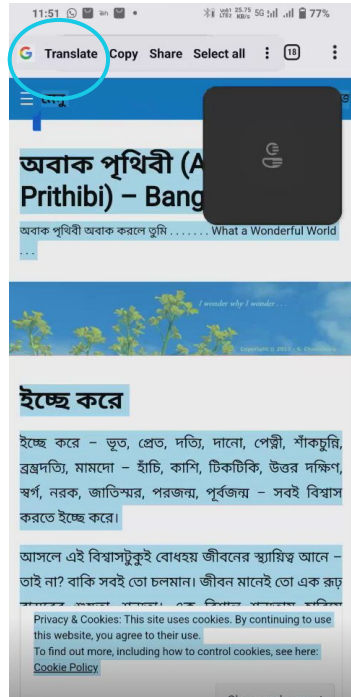 11:51
25.75 KB/s 5G 77%
Translate Copy Share Select all 18
মেনু
অবাক পৃথিবী (A
Prithibi) – Bang
অবাক পৃথিবী অবাক করলে তুমি . . . . . . . What a Wonderful World
. . .
I wonder why I wonder . . .
ইচ্ছে করে
ইচ্ছে করে – ভূত, প্রেত, দত্যি, দানো, পেত্নী, শাঁকচুন্নি,
ব্রহ্মদত্যি, মামদো – হাঁচি, কাশি, টিকটিকি, উত্তর দক্ষিণ,
স্বর্গ, নরক, জাতিস্মর, পরজন্ম, পূর্বজন্ম – সবই বিশ্বাস
করতে ইচ্ছে করে।
আসলে এই বিশ্বাসটুকুই বোধহয় জীবনের স্থায়িত্ব আনে –
তাই না? বাকি সবই তো চলমান। জীবন মানেই তো এক রূঢ়
Privacy & Cookies: This site uses cookies. By continuing to use
this website, you agree to their use.
To find out more, including how to control cookies, see here:
Cookie Policy